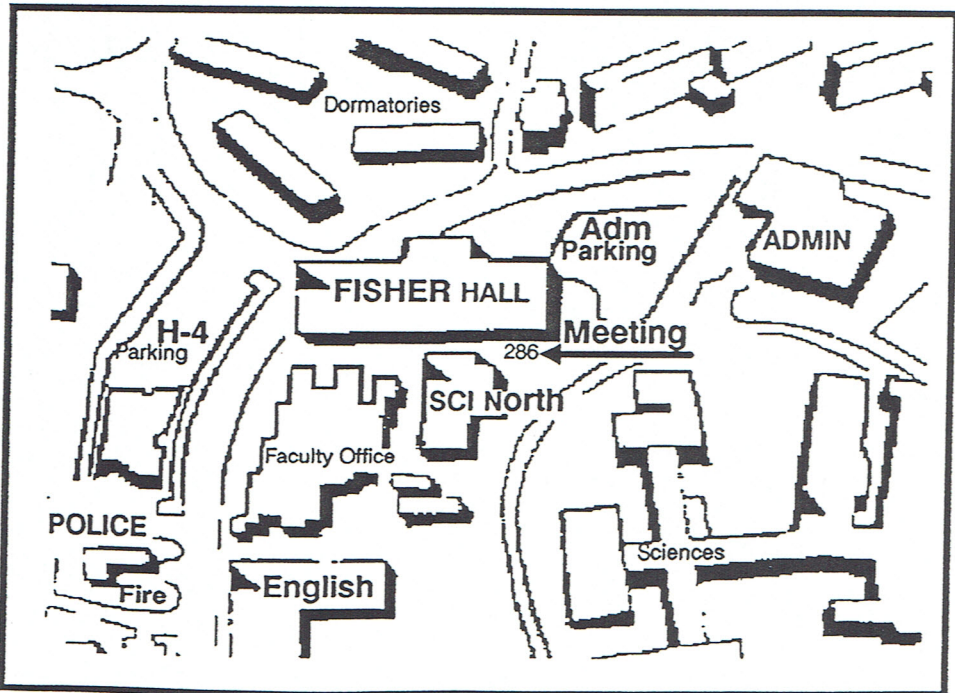 Dormatories
Adm
Parking
ADMIN
FISHER HALL
H-4
Parking
Meeting
286
SCI North
Faculty Office
POLICE
Fire
English
Sciences